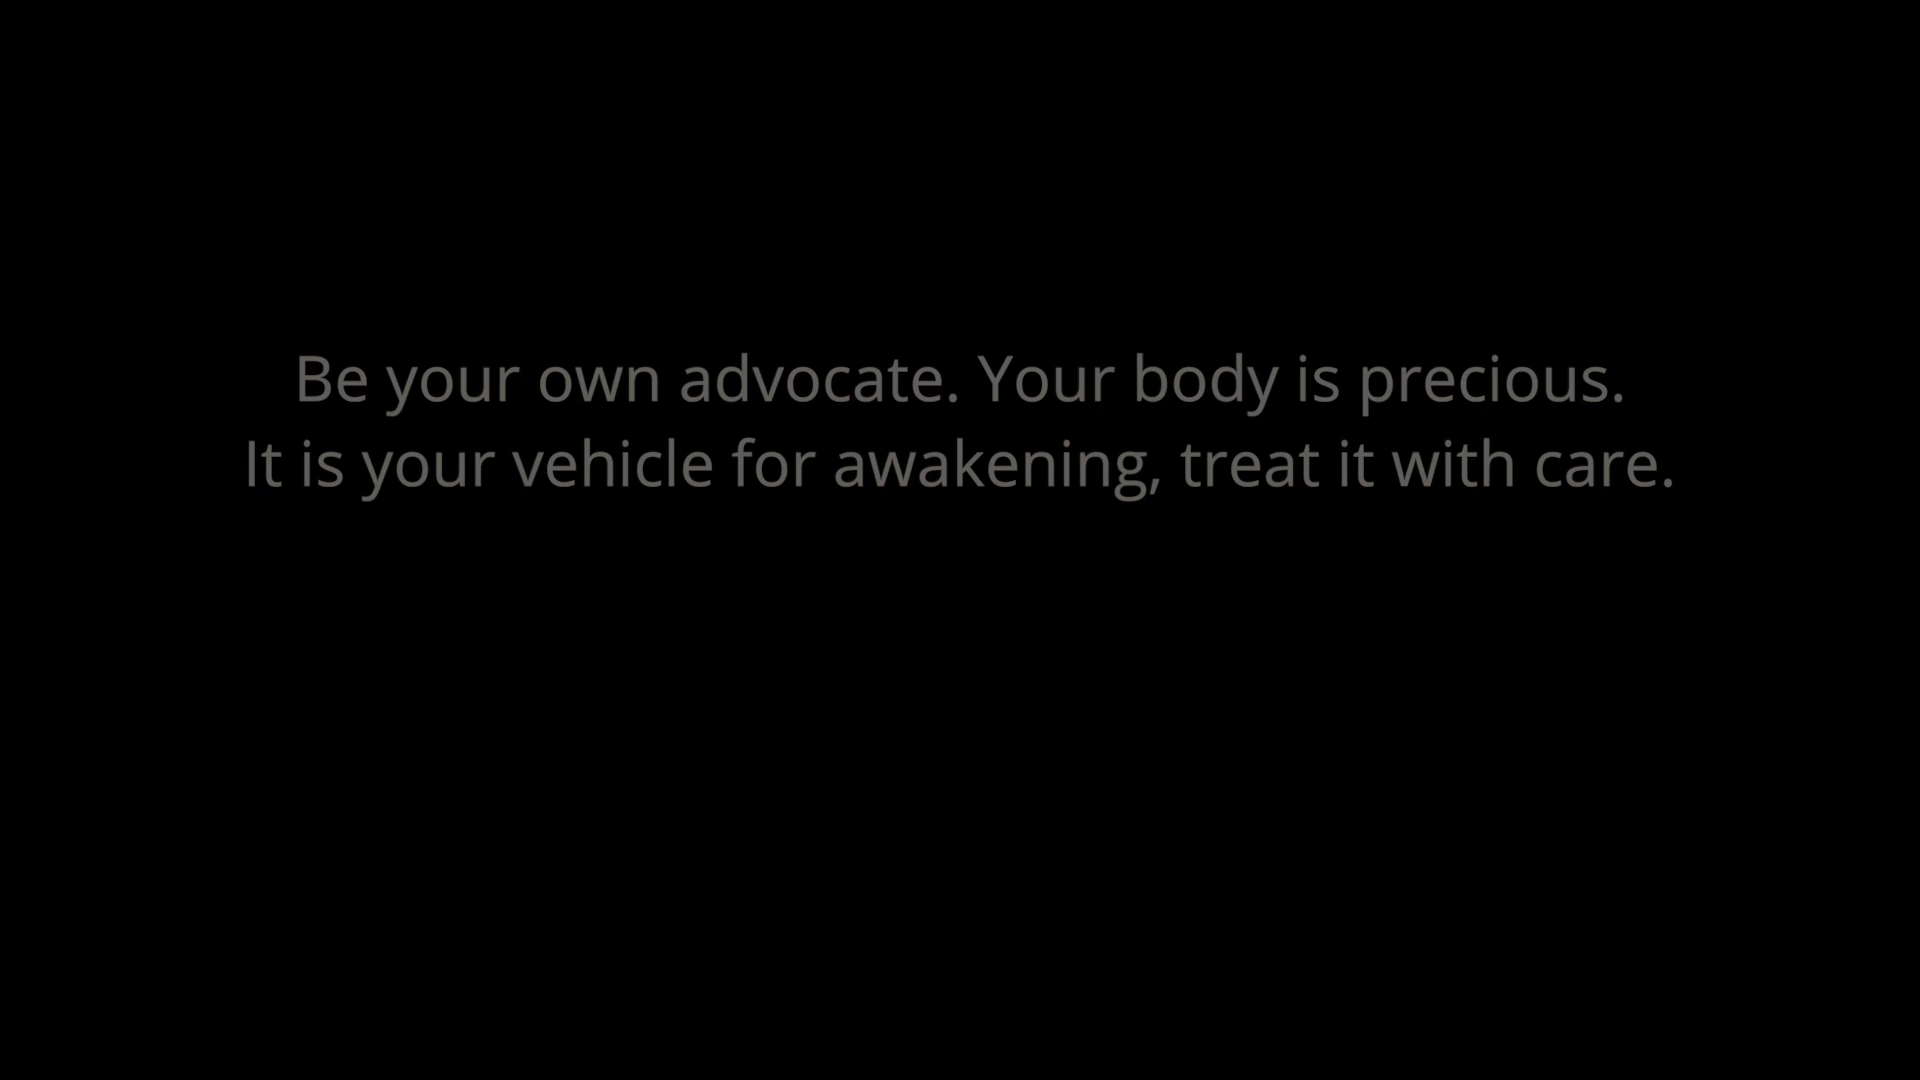 Be your own advocate. Your body is precious.
It is your vehicle for awakening, treat it with care.